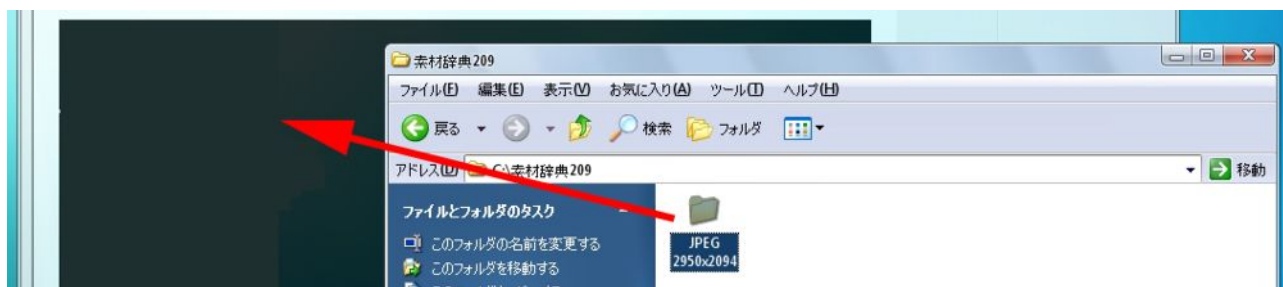 素材辞典209
ファイル(F) 編集(E) 表示(V) お気に入り(A) ツール(T) ヘルプ(H)
戻る 検索 フォルダ
アドレス(D) C:\素材辞典209 移動
ファイルとフォルダのタスク
JPEG
2950x2094
このフォルダの名前を変更する
このフォルダを移動する